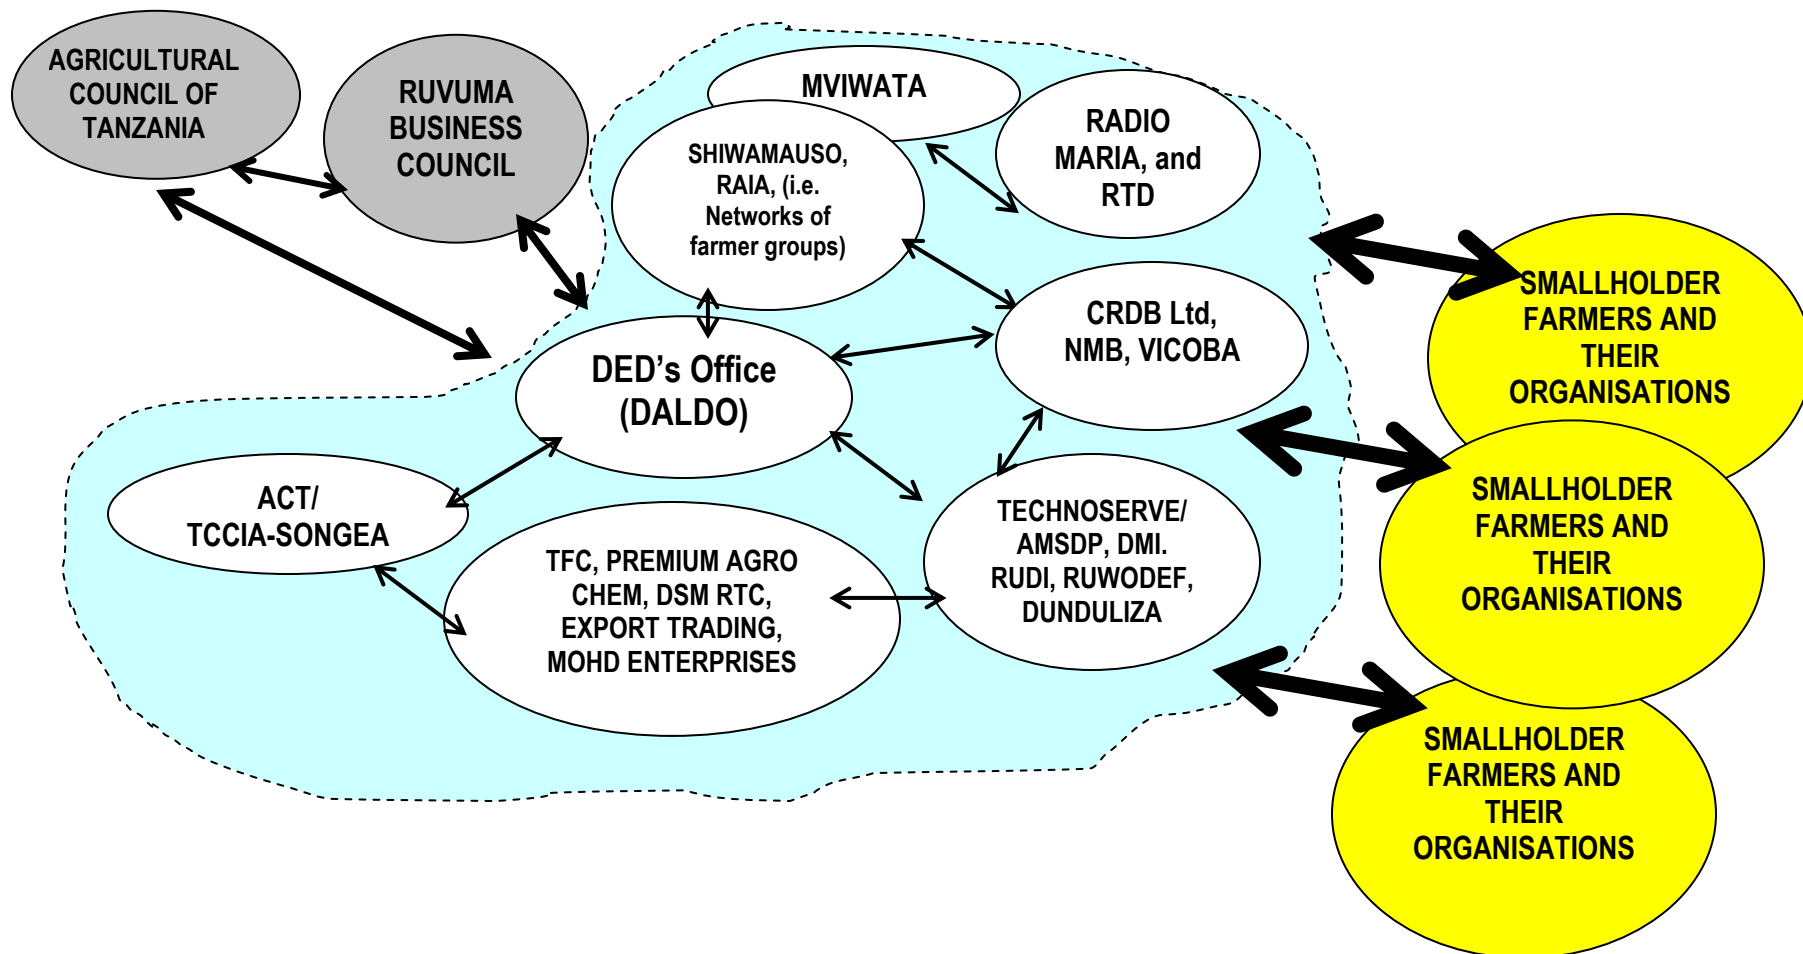 AGRICULTURAL
COUNCIL OF
TANZANIA
RUVUMA
BUSINESS
COUNCIL
MVIWATA
SHIWAMAUSO,
RAIA, (i.e.
Networks of
farmer groups)
RADIO
MARIA, and
RTD
CRDB Ltd,
NMB, VICOBA
DED’s Office
(DALDO)
ACT/
TCCIA-SONGEA
TFC, PREMIUM AGRO
CHEM, DSM RTC,
EXPORT TRADING,
MOHD ENTERPRISES
TECHNOSERVE/
AMSDP, DMI.
RUDI, RUWODEF,
DUNDULIZA
SMALLHOLDER
FARMERS AND
THEIR
ORGANISATIONS
SMALLHOLDER
FARMERS AND
THEIR
ORGANISATIONS
SMALLHOLDER
FARMERS AND
THEIR
ORGANISATIONS